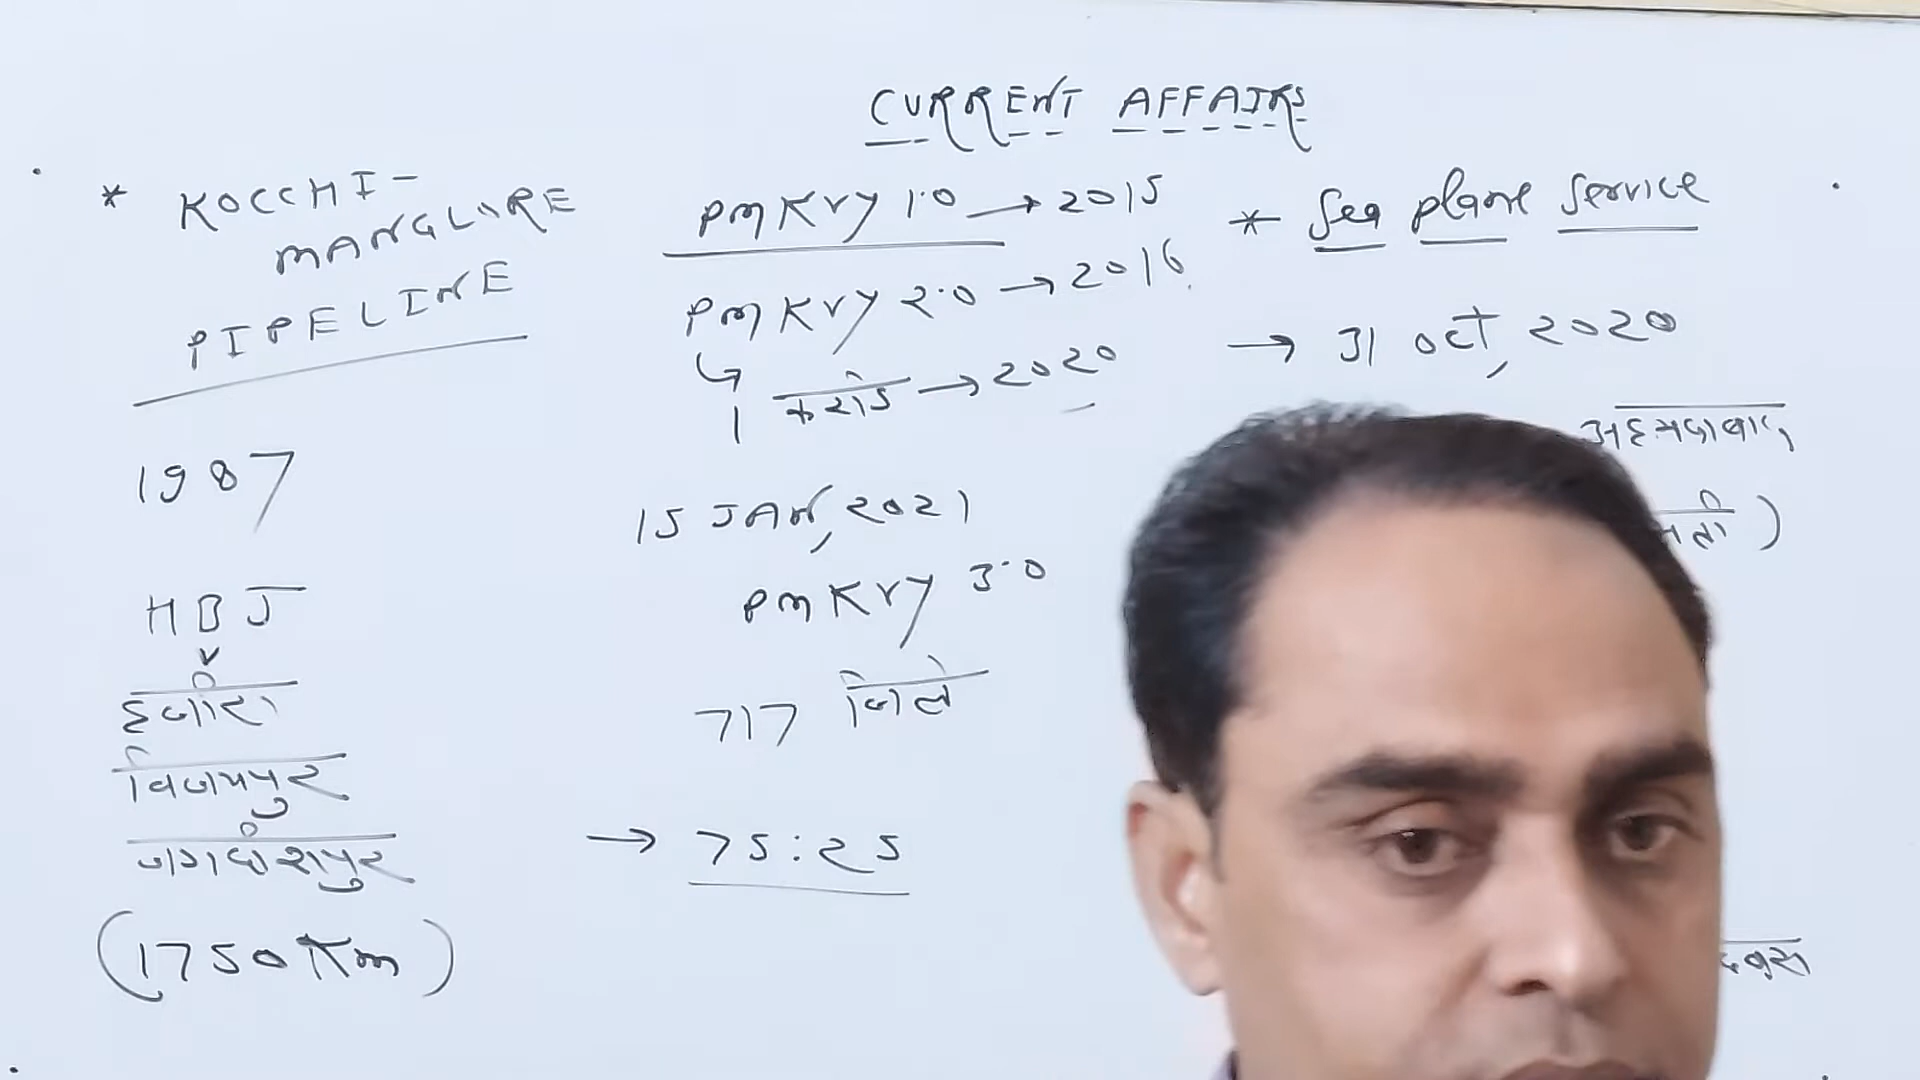 CURRENT AFFAIRS
* KOCCHI-
MANGLORE
PIPELINE
1987
HBJ
हजीरा
विजयपुर
जगदीशपुर
(1750 Km)
PMKVY 1.0 → 2015
PMKVY 2.0 → 2016
1 करोड → 2020
15 JAN, 2021
PMKVY 3.0
717 जिले
→ 75:25
* Sea plane Service
→ 31 oct, 2020
अहमदाबाद